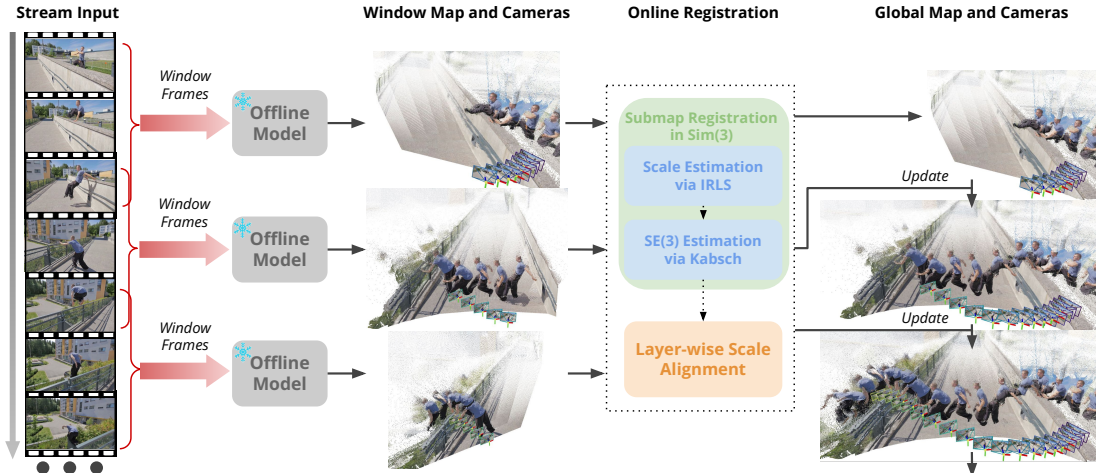 Stream Input
Window Map and Cameras
Online Registration
Global Map and Cameras
Window
Frames
Offline
Model
Submap Registration
in Sim(3)
Scale Estimation
via IRLS
Update
Window
Frames
Offline
Model
SE(3) Estimation
via Kabsch
Update
Window
Frames
Offline
Model
Layer-wise Scale
Alignment